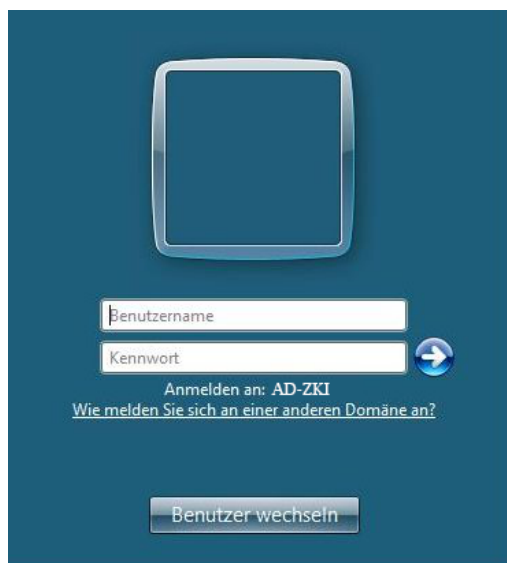 Benutzername
Kennwort
Anmelden an: AD-ZKI
Wie melden Sie sich an einer anderen Domäne an?
Benutzer wechseln